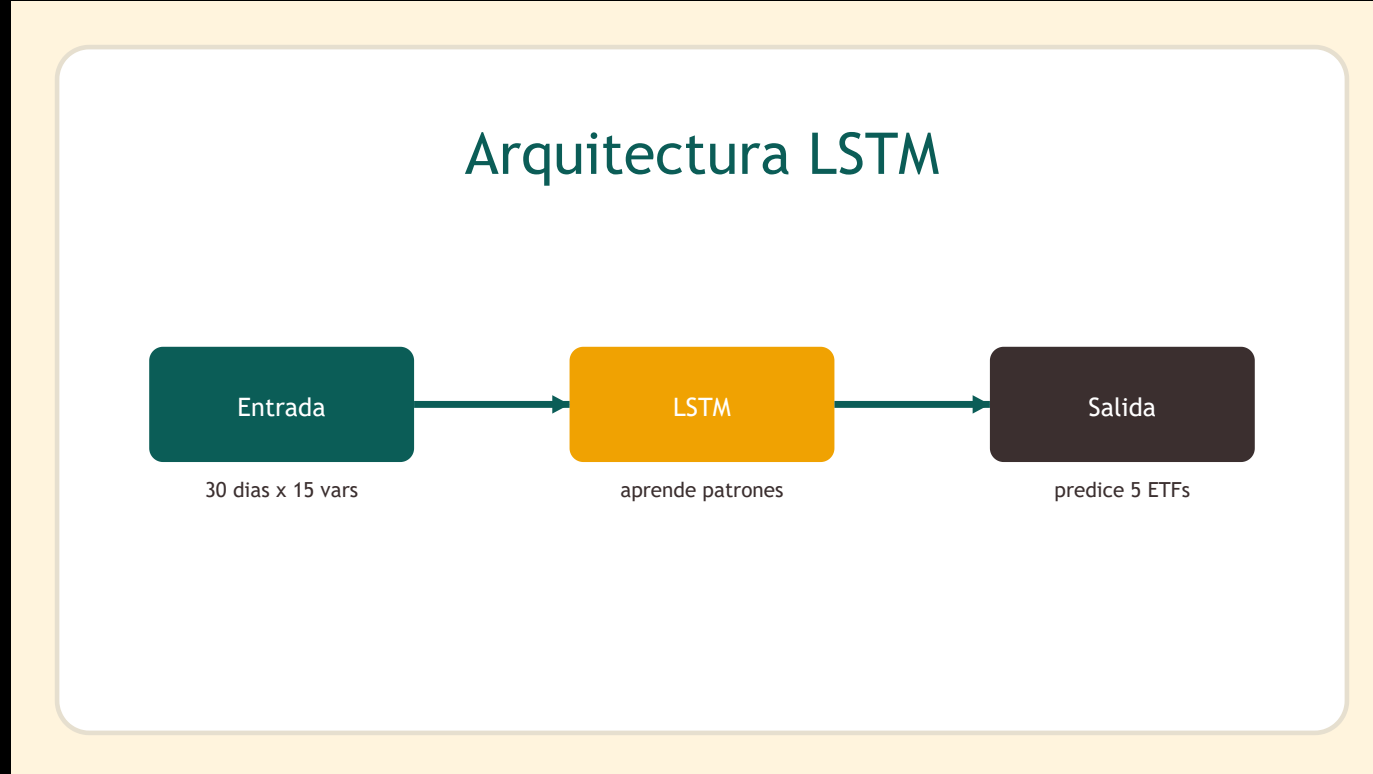 Arquitectura LSTM
Entrada
LSTM
Salida
30 dias x 15 vars
aprende patrones
predice 5 ETFs